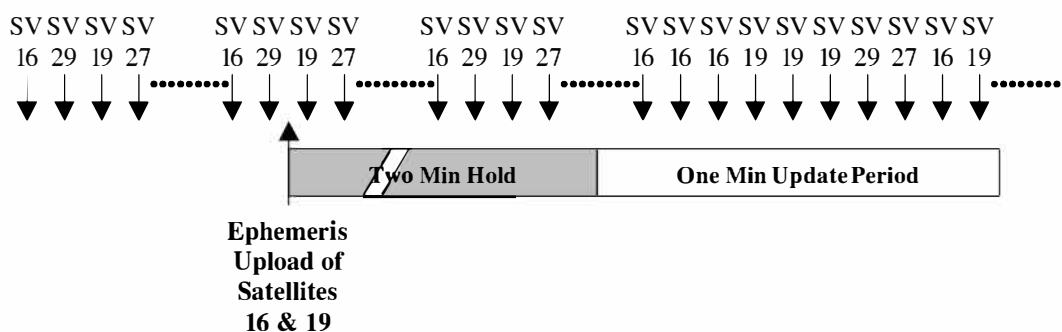 SV SV SV SV SV SV SV SV SV SV SV SV SV SV SV SV SV SV SV SV SV SV
16 29 19 27 16 29 19 27 16 29 19 27 16 16 16 19 19 19 29 27 16 19
Two Min Hold One Min Update Period
Ephemeris
Upload of
Satellites
16 & 19